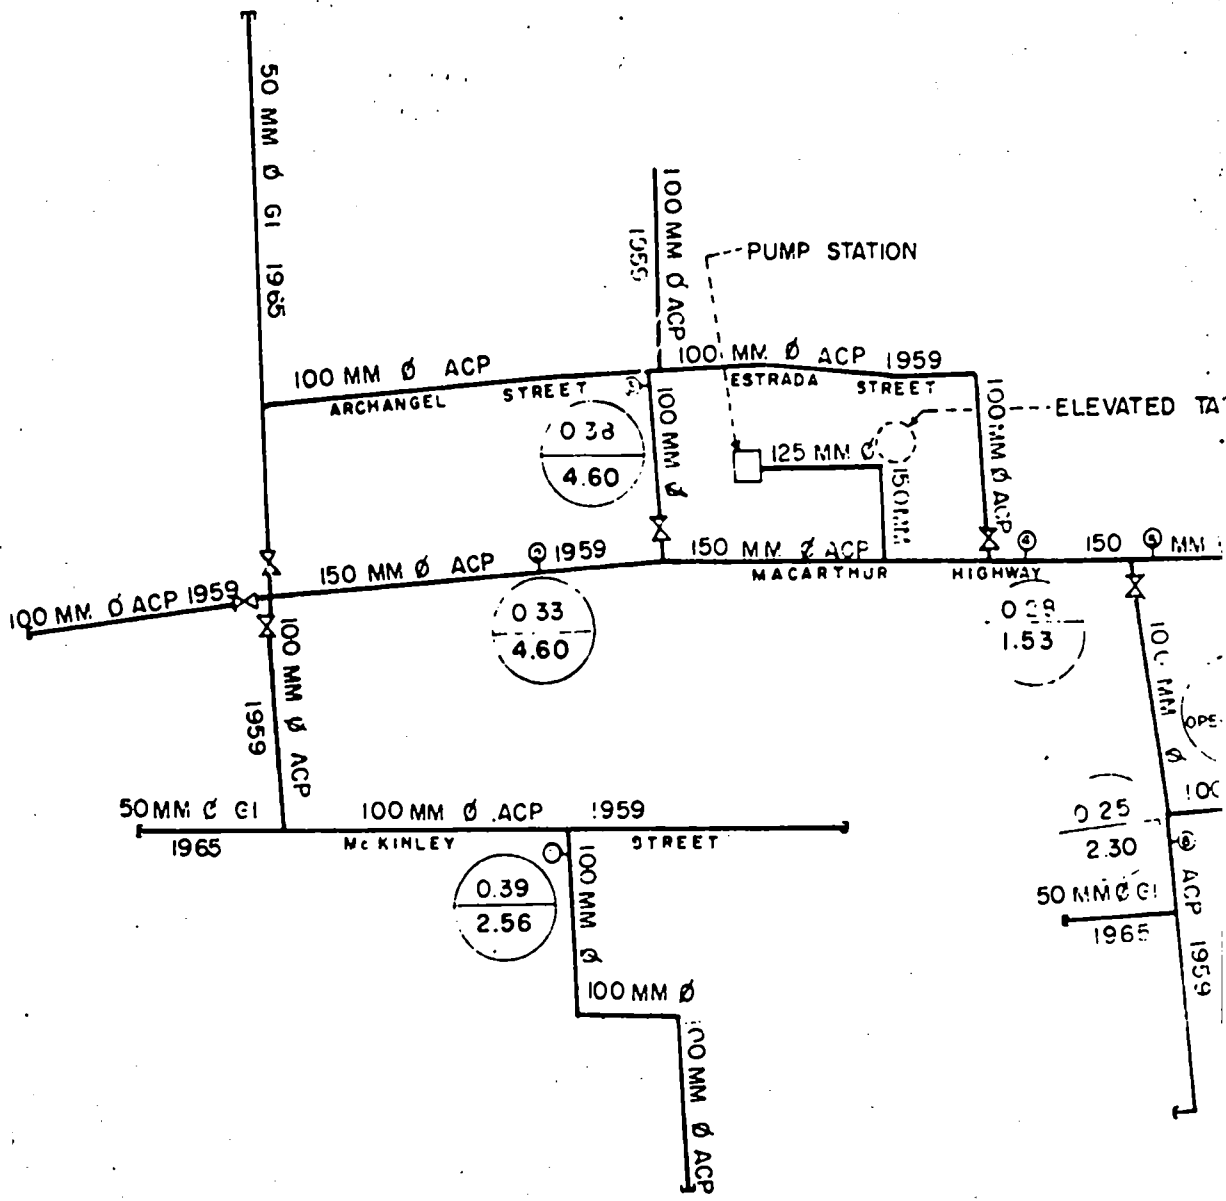 50 MM Ø GI 1965
100 MM Ø ACP
1959
PUMP STATION
100 MM Ø ACP
ARCHANGEL STREET
100 MM Ø ACP 1959
ESTRADA STREET
ELEVATED
100 MM Ø
100 MM Ø ACP
0.38
4.60
125 MM Ø
150 MM
150 MM Ø ACP 1959
150 MM Ø ACP
150 MM
MACARTHUR HIGHWAY
100 MM Ø ACP 1959
0.33
4.60
1.53
100 MM Ø ACP
1959
100 MM Ø
50 MM Ø GI
1965
100 MM Ø ACP 1959
McKINLEY STREET
0.25
2.30
100 MM Ø
0.39
2.56
50 MM Ø GI
1965
ACP 1959
100 MM Ø
100 MM Ø ACP